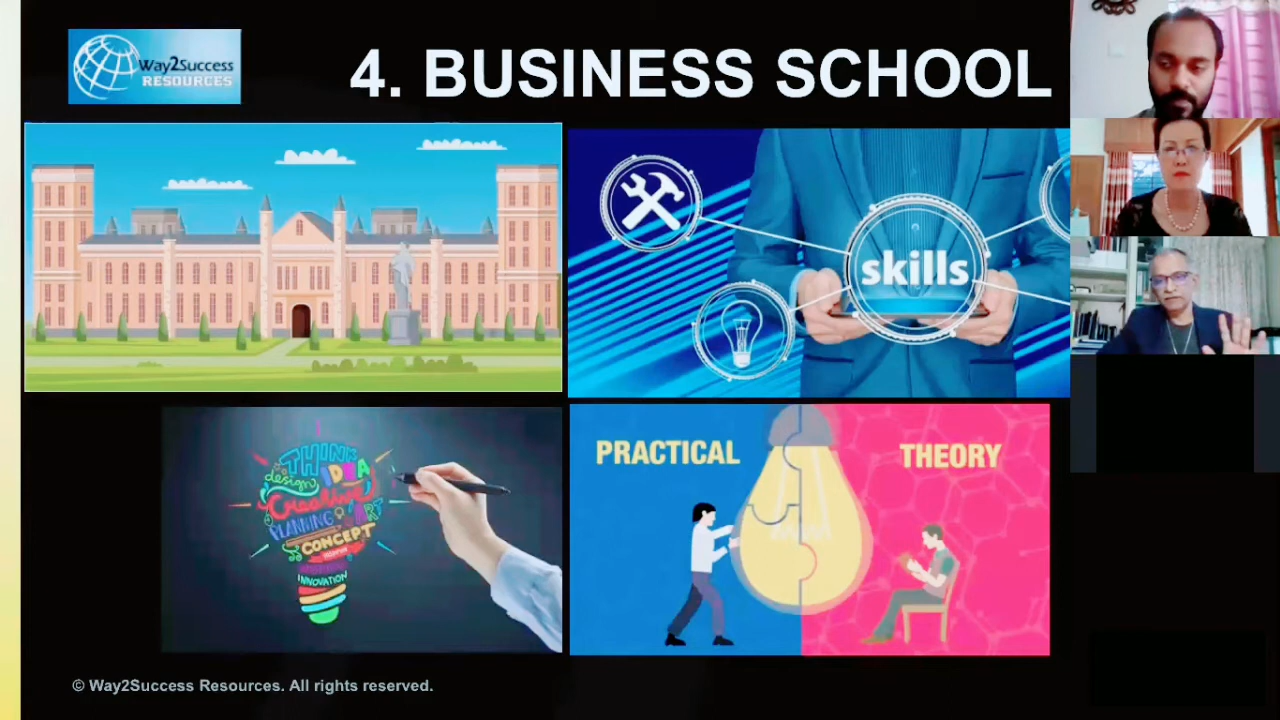 Way2Success
RESOURCES
4. BUSINESS SCHOOL
skills
THINK
design
IDEA
Creative
PLANNING
ART
CONCEPT
INNOVATION
PRACTICAL
THEORY
© Way2Success Resources. All rights reserved.